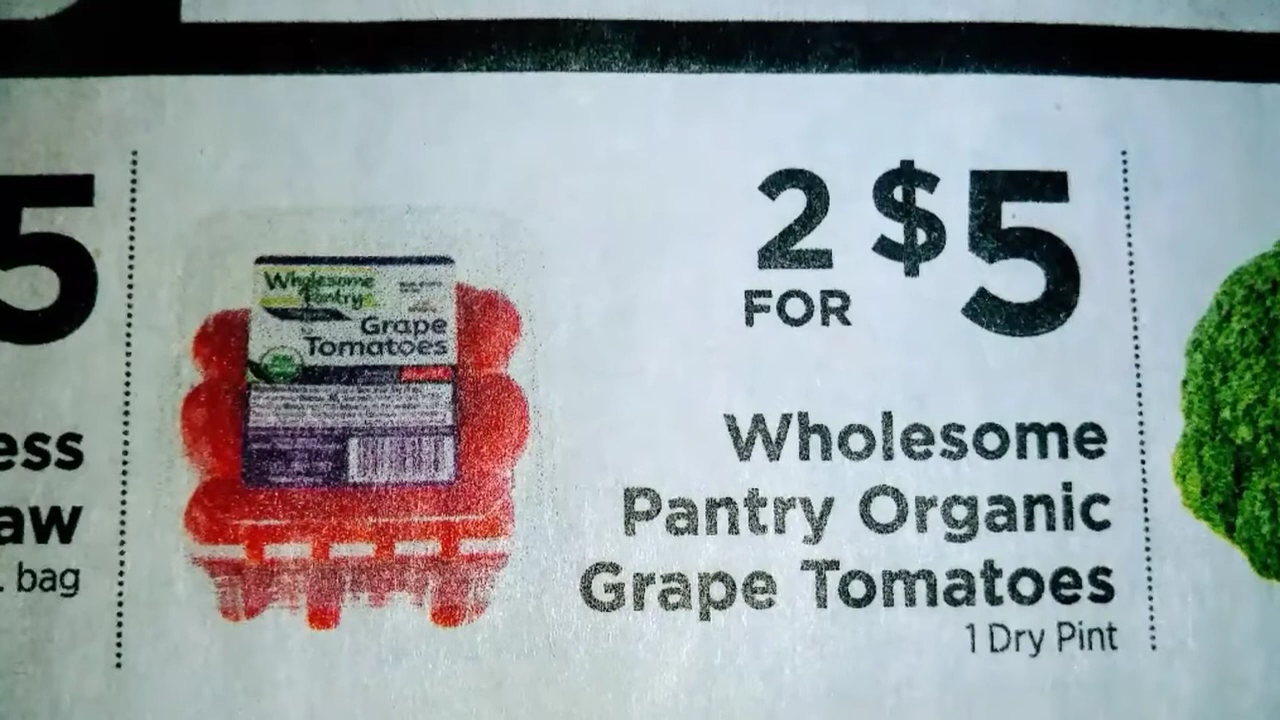 5
ess
aw
. bag
Wholesome
Pantry
Grape
Tomatoes
2 $5
FOR
Wholesome
Pantry Organic
Grape Tomatoes
1 Dry Pint